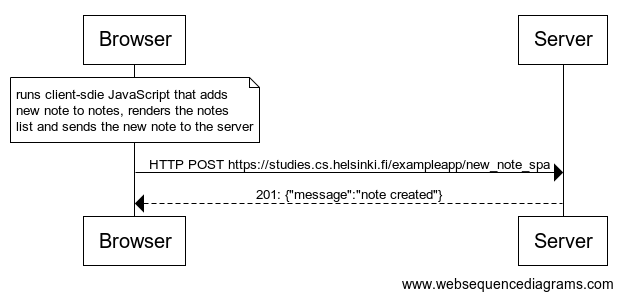 Browser
Server
runs client-sdie JavaScript that adds
new note to notes, renders the notes
list and sends the new note to the server
HTTP POST https://studies.cs.helsinki.fi/exampleapp/new_note_spa
201: {"message":"note created"}
Browser
Server
www.websequencediagrams.com